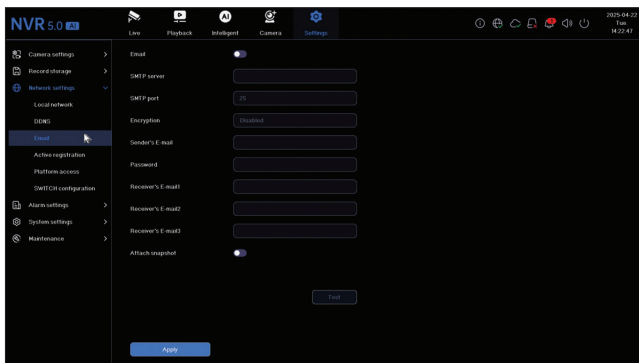 NVR 5.0 AI
Live
Playback
AI
Intelligent
Camera
Settings
2025-04-22
Tue.
14:22:47
Camera settings
Record storage
Network settings
Local network
DDNS
Email
Active registration
Platform access
SWITCH configuration
Alarm settings
System settings
Maintenance
Email
SMTP server
SMTP port
25
Encryption
Disabled
Sender's E-mail
Password
Receiver's E-mail1
Receiver's E-mail2
Receiver's E-mail3
Attach snapshot
Test
Apply